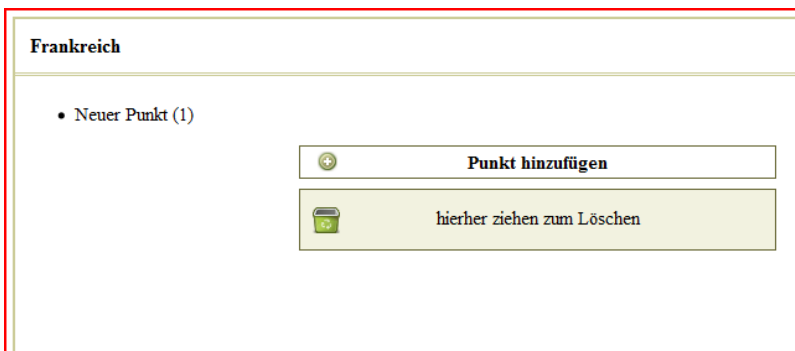 Frankreich
Neuer Punkt (1)
Punkt hinzufügen
hierher ziehen zum Löschen